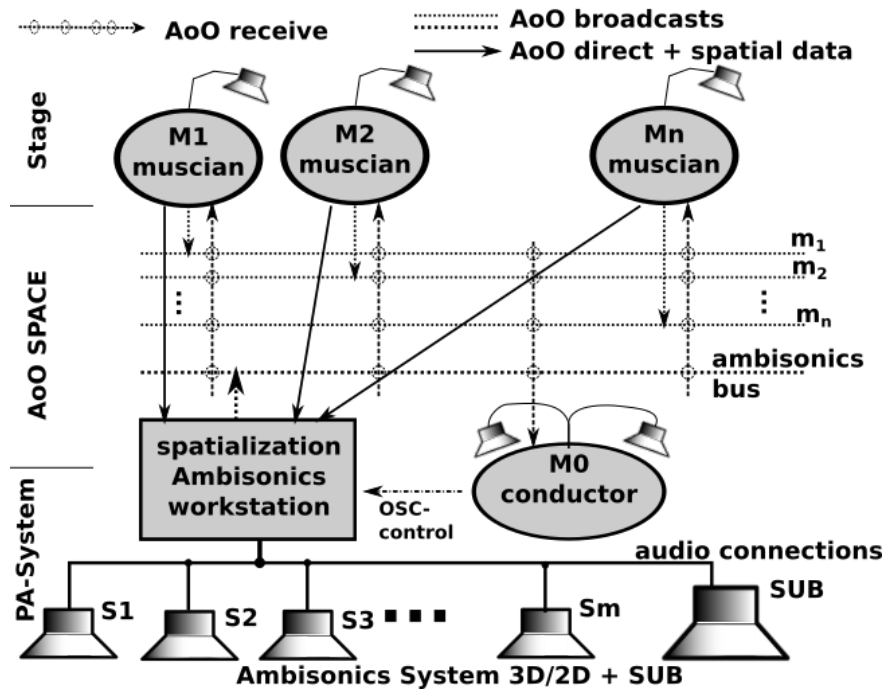 AoO receive
AoO broadcasts
AoO direct + spatial data
Stage
M1
muscian
M2
muscian
Mn
muscian
AoO SPACE
m1
m2
mn
ambisonics
bus
spatialization
Ambisonics
workstation
M0
conductor
OSC-
control
PA-System
audio connections
S1
S2
S3
Sm
SUB
Ambisonics System 3D/2D + SUB